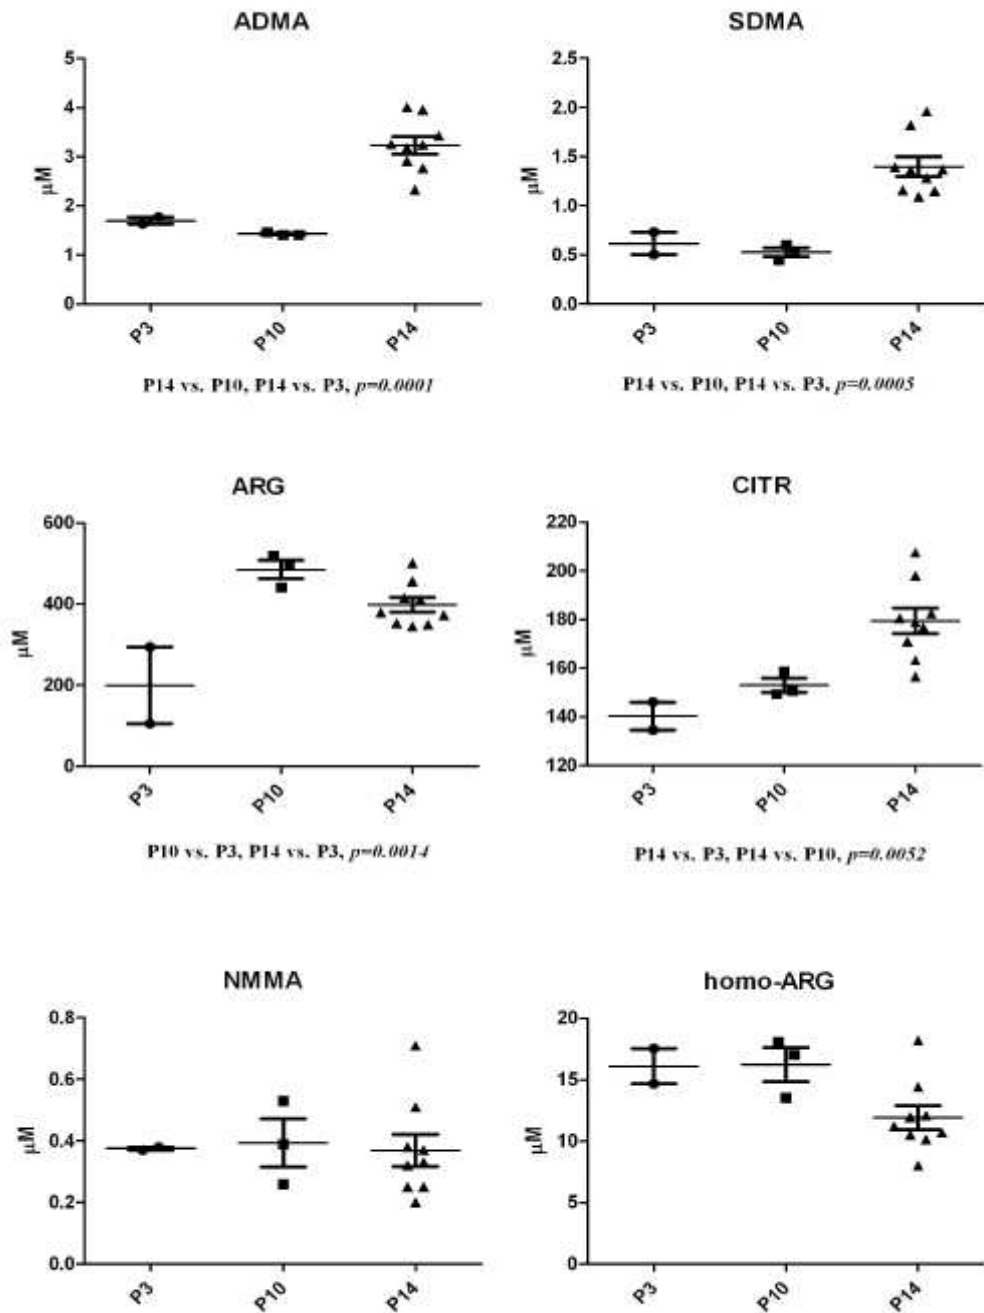 ADMA
SDMA
5
4
3
2
1
0
μM
P3
P10
P14
2.5
2.0
1.5
1.0
0.5
0.0
μM
P3
P10
P14
P14 vs. P10, P14 vs. P3, p=0.0001
P14 vs. P10, P14 vs. P3, p=0.0005
ARG
CITR
600
400
200
0
μM
P3
P10
P14
220
200
180
160
140
120
μM
P3
P10
P14
P10 vs. P3, P14 vs. P3, p=0.0014
P14 vs. P3, P14 vs. P10, p=0.0052
NMMA
homo-ARG
0.8
0.6
0.4
0.2
0.0
μM
P3
P10
P14
20
15
10
5
0
μM
P3
P10
P14